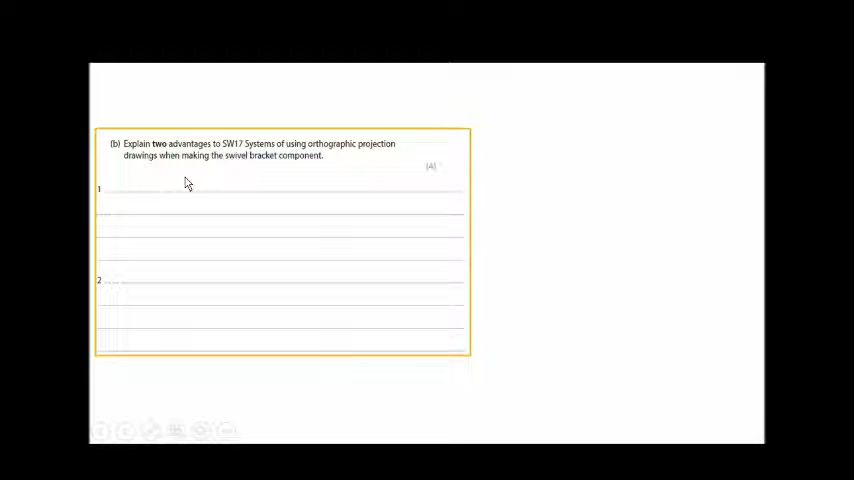 (b) Explain two advantages to SW17 Systems of using orthographic projection
drawings when making the swivel bracket component.
(4)
1
2